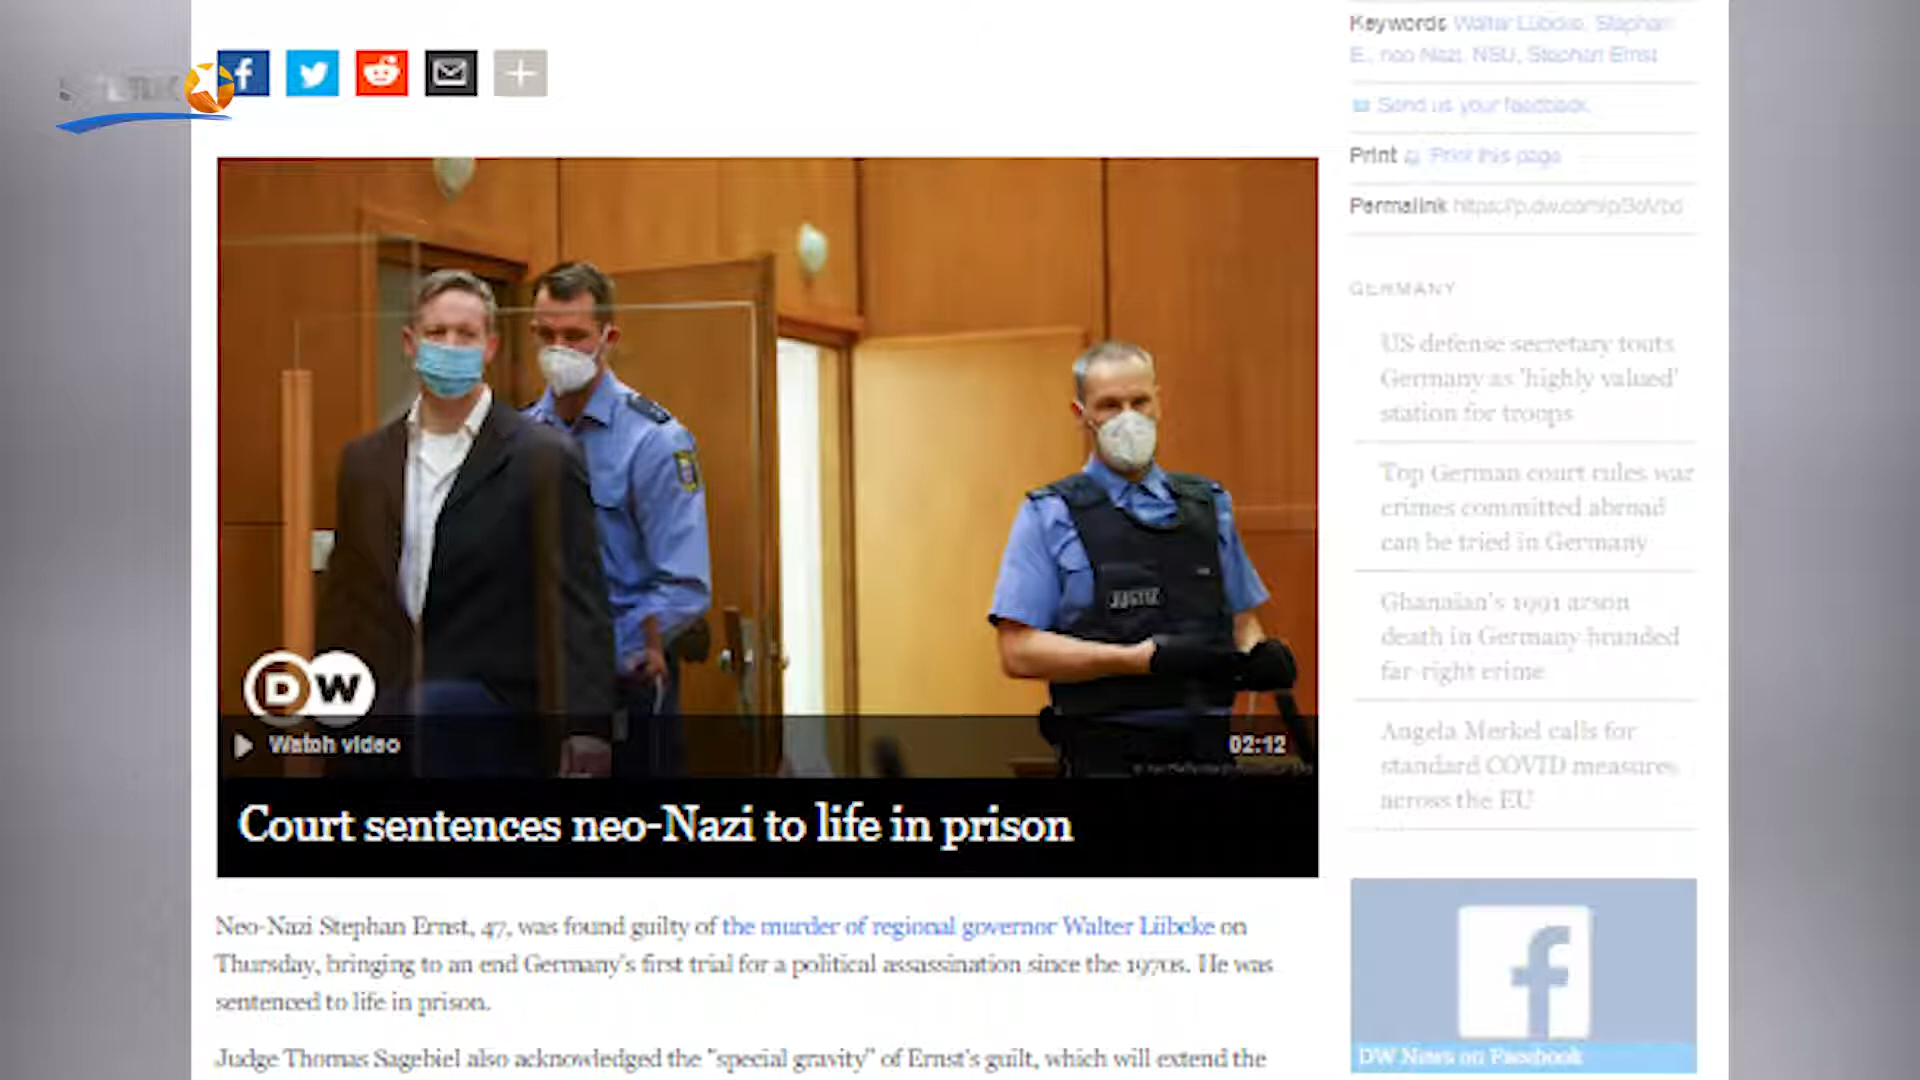 Keywords Walter Lübcke, Stephan
E., neo Nazi, NSU, Stephan Ernst
Send us your feedback.
Print Print this page
Permalink
GERMANY
US defense secretary touts
Germany as 'highly valued'
station for troops
Top German court rules war
crimes committed abroad
can be tried in Germany
Ghanaian's 1991 arson
death in Germany branded
far-right crime
Angela Merkel calls for
standard COVID measures
across the EU
JUSTIZ
DW
Watch video
02:12
Court sentences neo-Nazi to life in prison
Neo-Nazi Stephan Ernst, 47, was found guilty of the murder of regional governor Walter Lübcke on
Thursday, bringing to an end Germany's first trial for a political assassination since the 1970s. He was
sentenced to life in prison.
Judge Thomas Sagebiel also acknowledged the "special gravity" of Ernst's guilt, which will extend the
DW News on Facebook